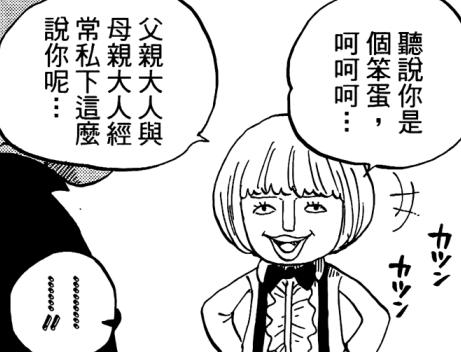 聽說你是
個笨蛋，
呵呵呵…
父親大人與
母親大人經
常私下這麼
說你呢…
カツン
カツン
………
………!!